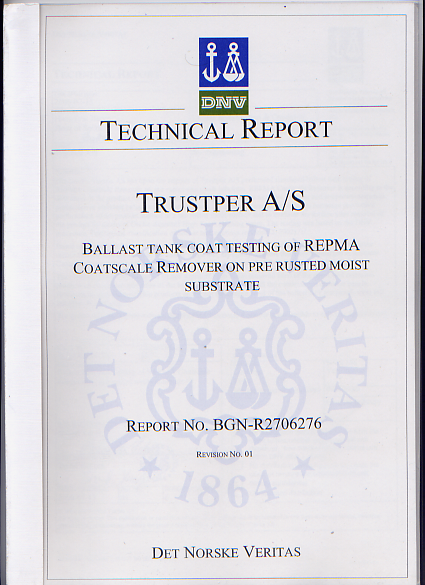 DNV
TECHNICAL REPORT
TRUSTPER A/S
BALLAST TANK COAT TESTING OF REPMA
COATSCALE REMOVER ON PRE RUSTED MOIST
SUBSTRATE
DET NORSKE VERITAS
REPORT NO. BGN-R2706276
REVISION NO. 01
1864
DET NORSKE VERITAS